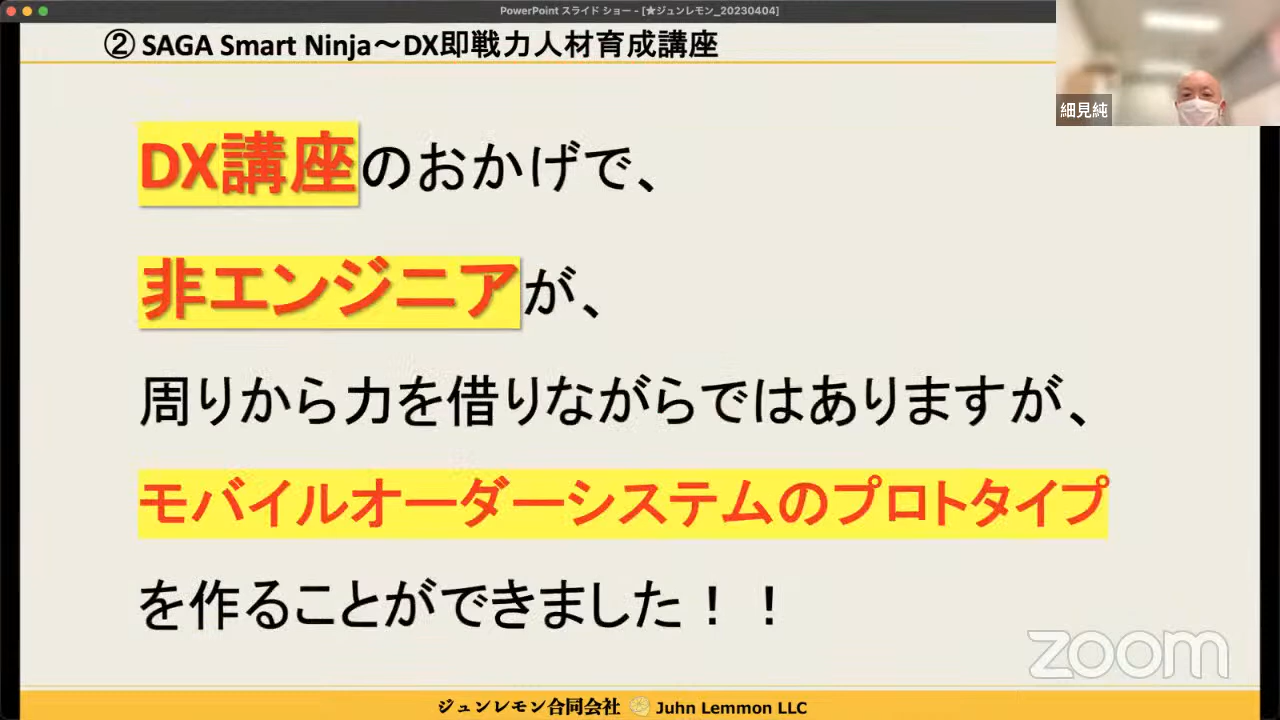 PowerPoint スライド ショー - [★ジュンレモン_20230404]
② SAGA Smart Ninja～DX即戦力人材育成講座
細見純
DX講座のおかげで、
非エンジニアが、
周りから力を借りながらではありますが、
モバイルオーダーシステムのプロトタイプ
を作ることができました！！
zoom
ジュンレモン合同会社 Juhn Lemmon LLC